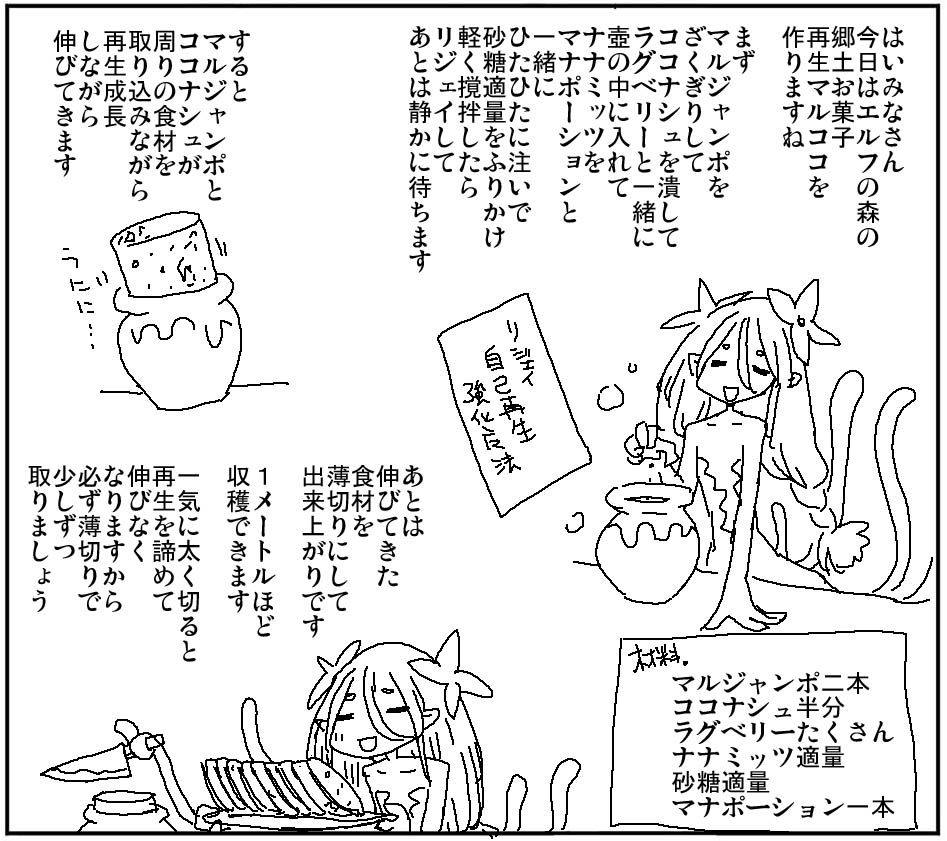 はいみなさん
今日はエルフの森の
郷土お菓子
再生マルココを
作りますね
まず
マルジャンポを
ざくぎりして
ココナシュを潰して
ラグベリーと一緒に
壺の中に入れて
ナナミッツを
マナポーションと
一緒に
ひたひたに注いで
砂糖適量をふりかけ
軽く撹拌したら
リジェイして
あとは静かに待ちます
リジェイ
自己再生
強化反法
すると
マルジャンポと
ココナシュが
周りの食材を
取り込みながら
再生成長
しながら
伸びてきます
うにに…
材料.
マルジャンポ二本
ココナシュ半分
ラグベリーたくさん
ナナミッツ適量
砂糖適量
マナポーション一本
あとは
伸びてきた
食材を
薄切りにして
出来上がりです
1メートルほど
収穫できます
一気に太く切ると
再生を諦めて
伸びなく
なりますから
必ず薄切りで
少しずつ
取りましょう